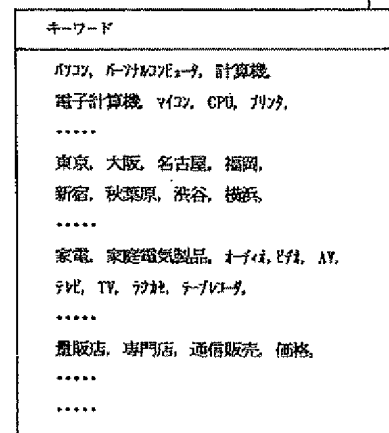 キーワード
パソコン, パーソナルコンピュータ, 計算機,
電子計算機, マイコン, CPU, プリンタ,
・・・・・
東京, 大阪, 名古屋, 福岡,
新宿, 秋葉原, 渋谷, 横浜,
・・・・・
家電, 家庭電気製品, オーディオ, ビデオ, AV,
テレビ, TV, ラジカセ, テープレコーダ,
・・・・・
量販店, 専門店, 通信販売, 価格,
・・・・・
・・・・・